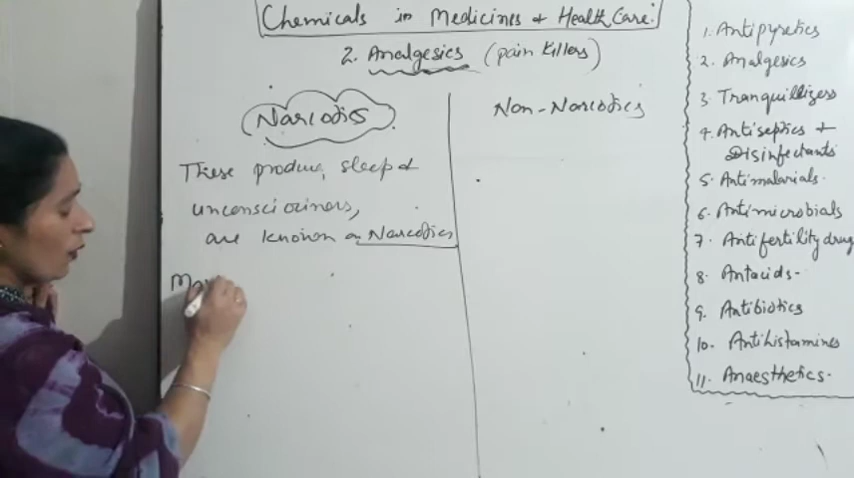 Chemicals in Medicines & Health Care:
2. Analgesics (pain killers)
Narcotics
These produce sleep &
unconsciousness,
are known as Narcotics
Mor
Non-Narcotics
1. Antipyretics
2. Analgesics
3. Tranquillizers
4. Antiseptics &
Disinfectants
5. Antimalarials.
6. Antimicrobials
7. Antifertility drug
8. Antacids-
9. Antibiotics
10. Antihistamines
11. Anaesthetics.